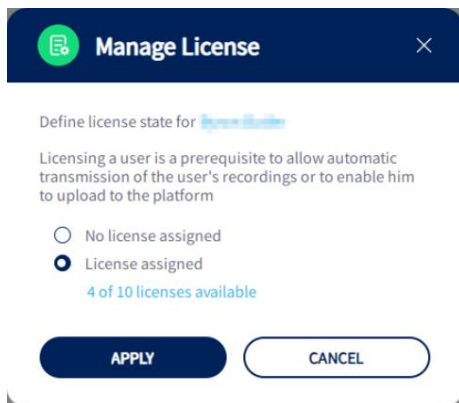 Manage License
Define license state for
Licensing a user is a prerequisite to allow automatic
transmission of the user's recordings or to enable him
to upload to the platform
No license assigned
License assigned
4 of 10 licenses available
APPLY
CANCEL